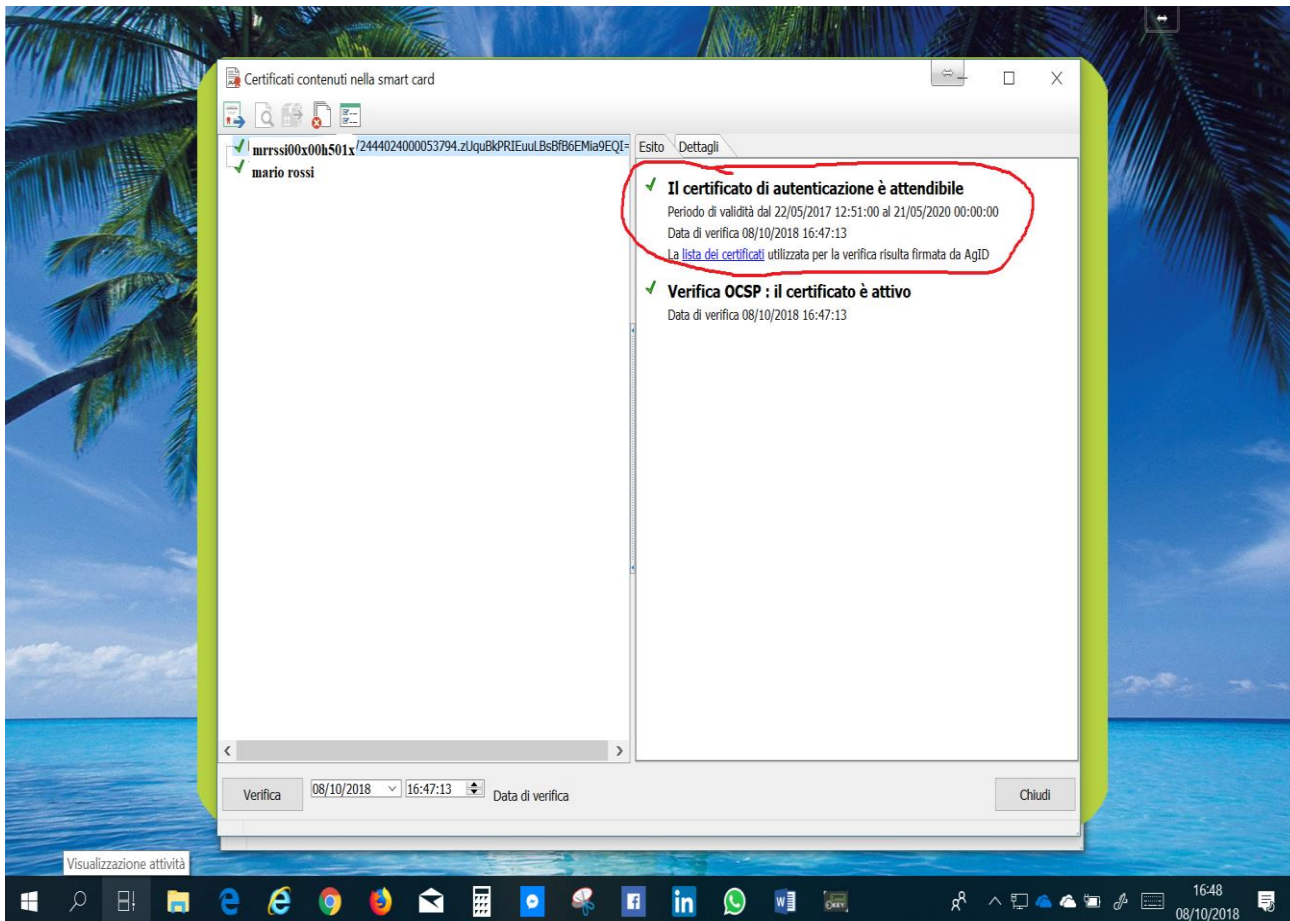 Certificati contenuti nella smart card
mrrssi00x00h501x/2444024000053794.zUquBkPRIEuuLBsBfB6EMia9EQI=
mario rossi
Esito Dettagli
Il certificato di autenticazione è attendibile
Periodo di validità dal 22/05/2017 12:51:00 al 21/05/2020 00:00:00
Data di verifica 08/10/2018 16:47:13
La lista dei certificati utilizzata per la verifica risulta firmata da AgID
Verifica OCSP : il certificato è attivo
Data di verifica 08/10/2018 16:47:13
Verifica 08/10/2018 16:47:13 Data di verifica Chiudi
Visualizzazione attività
16:48
08/10/2018